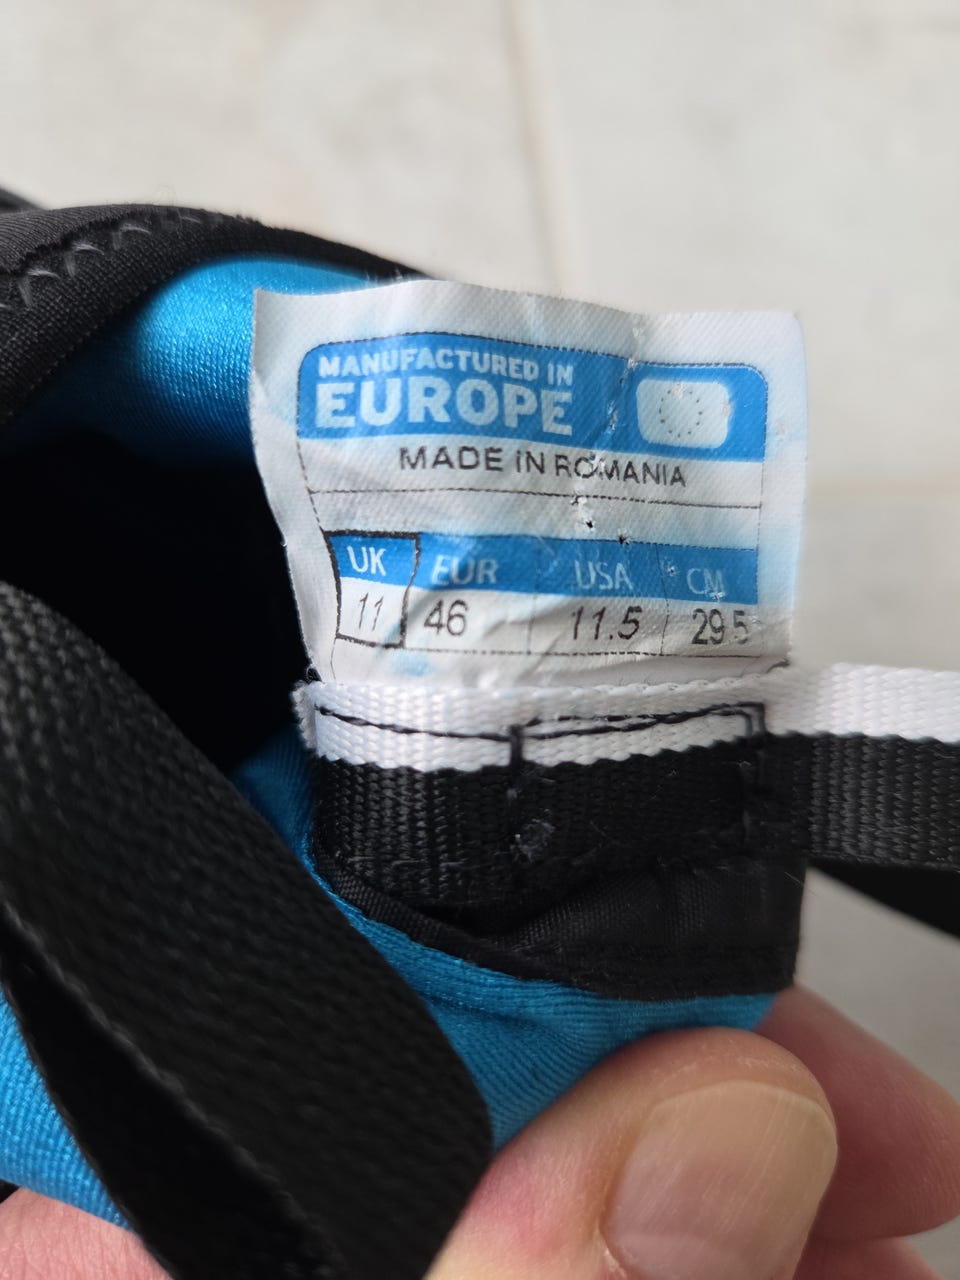 MANUFACTURED IN
EUROPE
MADE IN ROMANIA
UK EUR USA CM
11 46 11.5 29.5